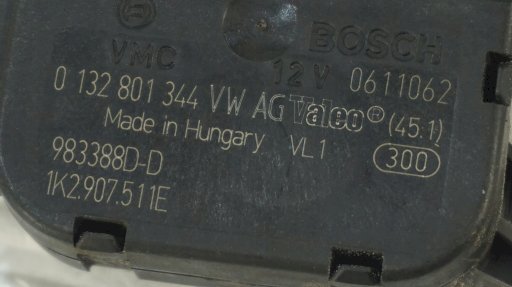 BOSCH
VMC 12 V 0611062
0 132 801 344 VW AG Valeo® (45.1)
Made in Hungary VL1 300
983388D-D
1K2.907.511E